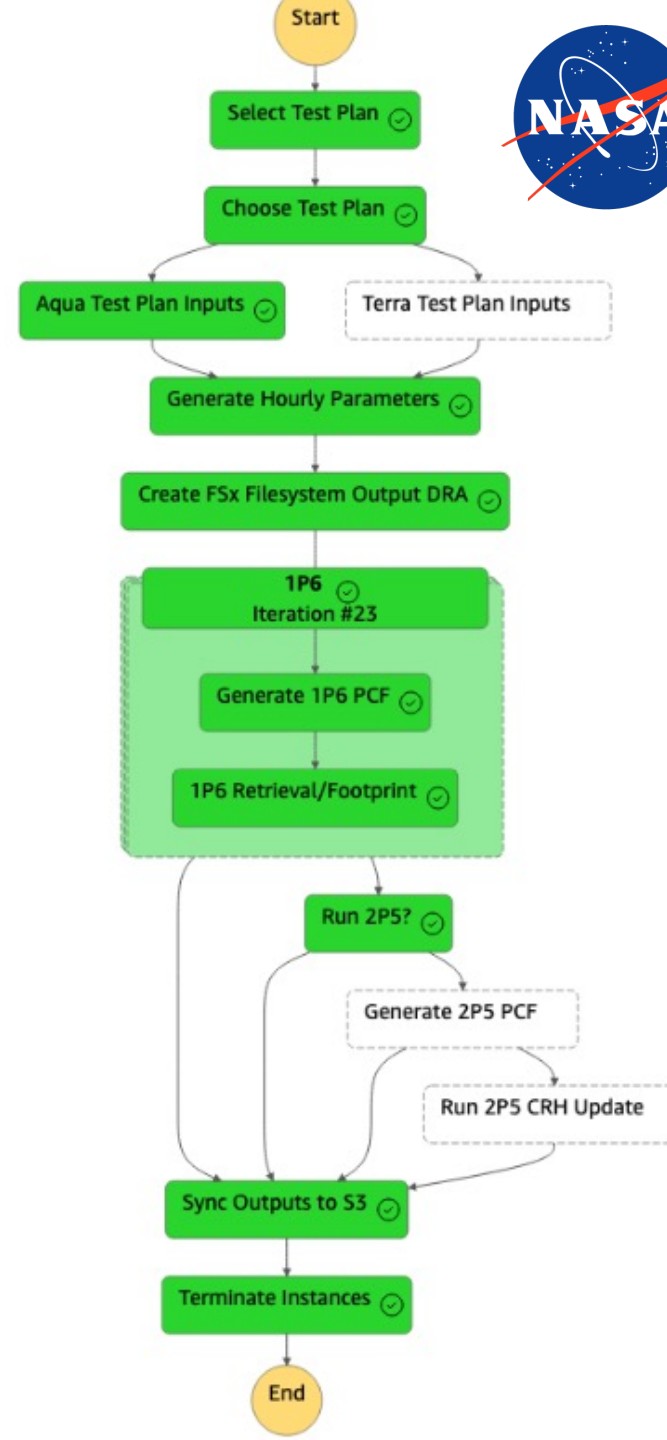 Start
NASA
Select Test Plan
Choose Test Plan
Aqua Test Plan Inputs
Terra Test Plan Inputs
Generate Hourly Parameters
Create FSx Filesystem Output DRA
1P6
Iteration #23
Generate 1P6 PCF
1P6 Retrieval/Footprint
Run 2P5?
Generate 2P5 PCF
Run 2P5 CRH Update
Sync Outputs to S3
Terminate Instances
End